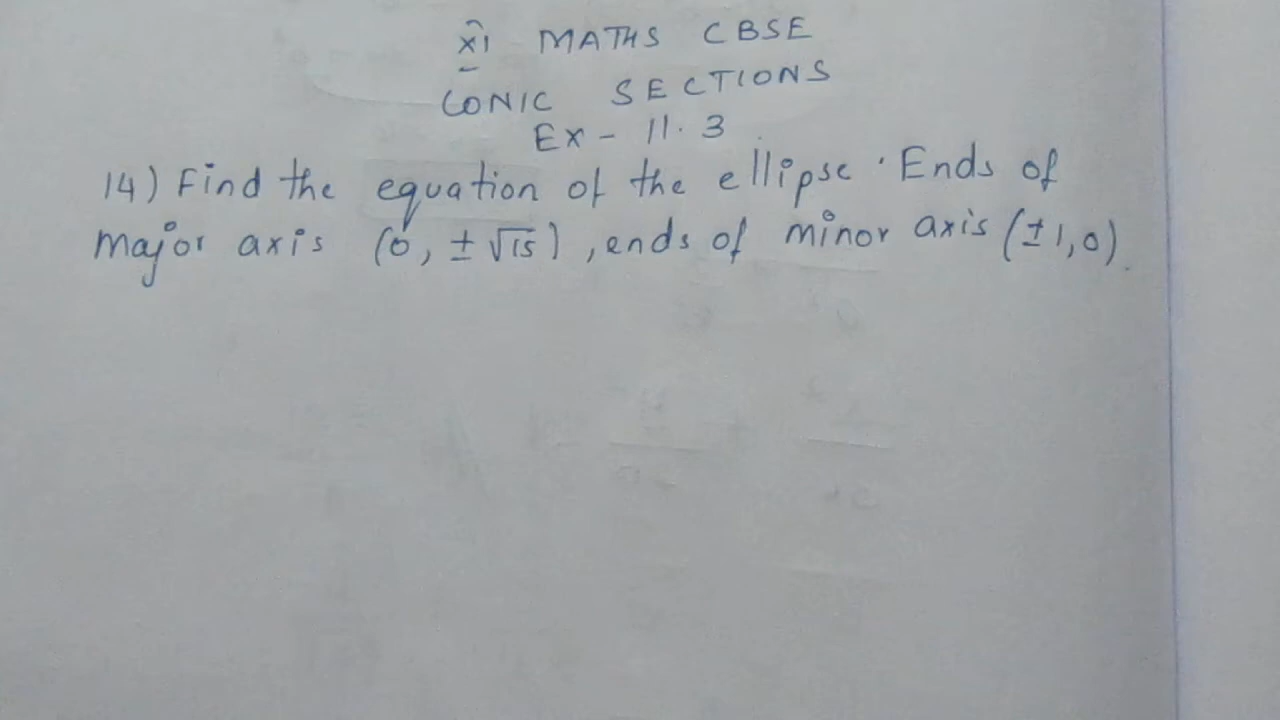 XI MATHS CBSE
CONIC SECTIONS
Ex - 11.3
14) Find the equation of the ellipse. Ends of
major axis (0, ± √15), ends of minor axis (±1,0).